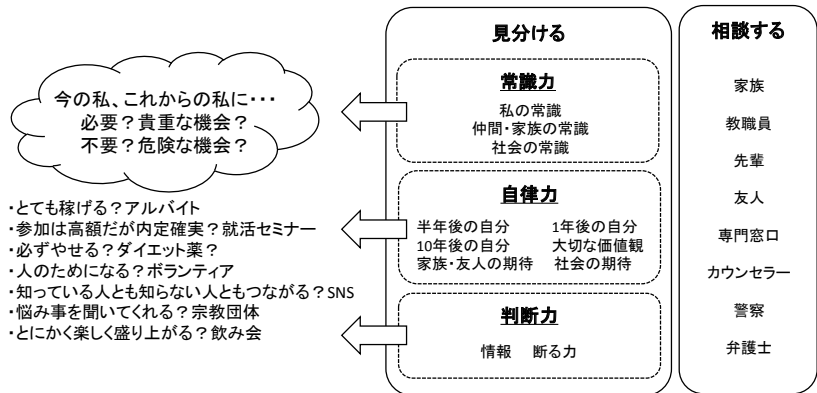 今の私、これからの私に・・・
必要？貴重な機会？
不要？危険な機会？
・とても稼げる？アルバイト
・参加は高額だが内定確実？就活セミナー
・必ずやせる？ダイエット薬？
・人のためになる？ボランティア
・知っている人とも知らない人ともつながる？SNS
・悩み事を聞いてくれる？宗教団体
・とにかく楽しく盛り上がる？飲み会
見分ける
常識力
私の常識
仲間・家族の常識
社会の常識
自律力
半年後の自分 1年後の自分
10年後の自分 大切な価値観
家族・友人の期待 社会の期待
判断力
情報 断る力
相談する
家族
教職員
先輩
友人
専門窓口
カウンセラー
警察
弁護士